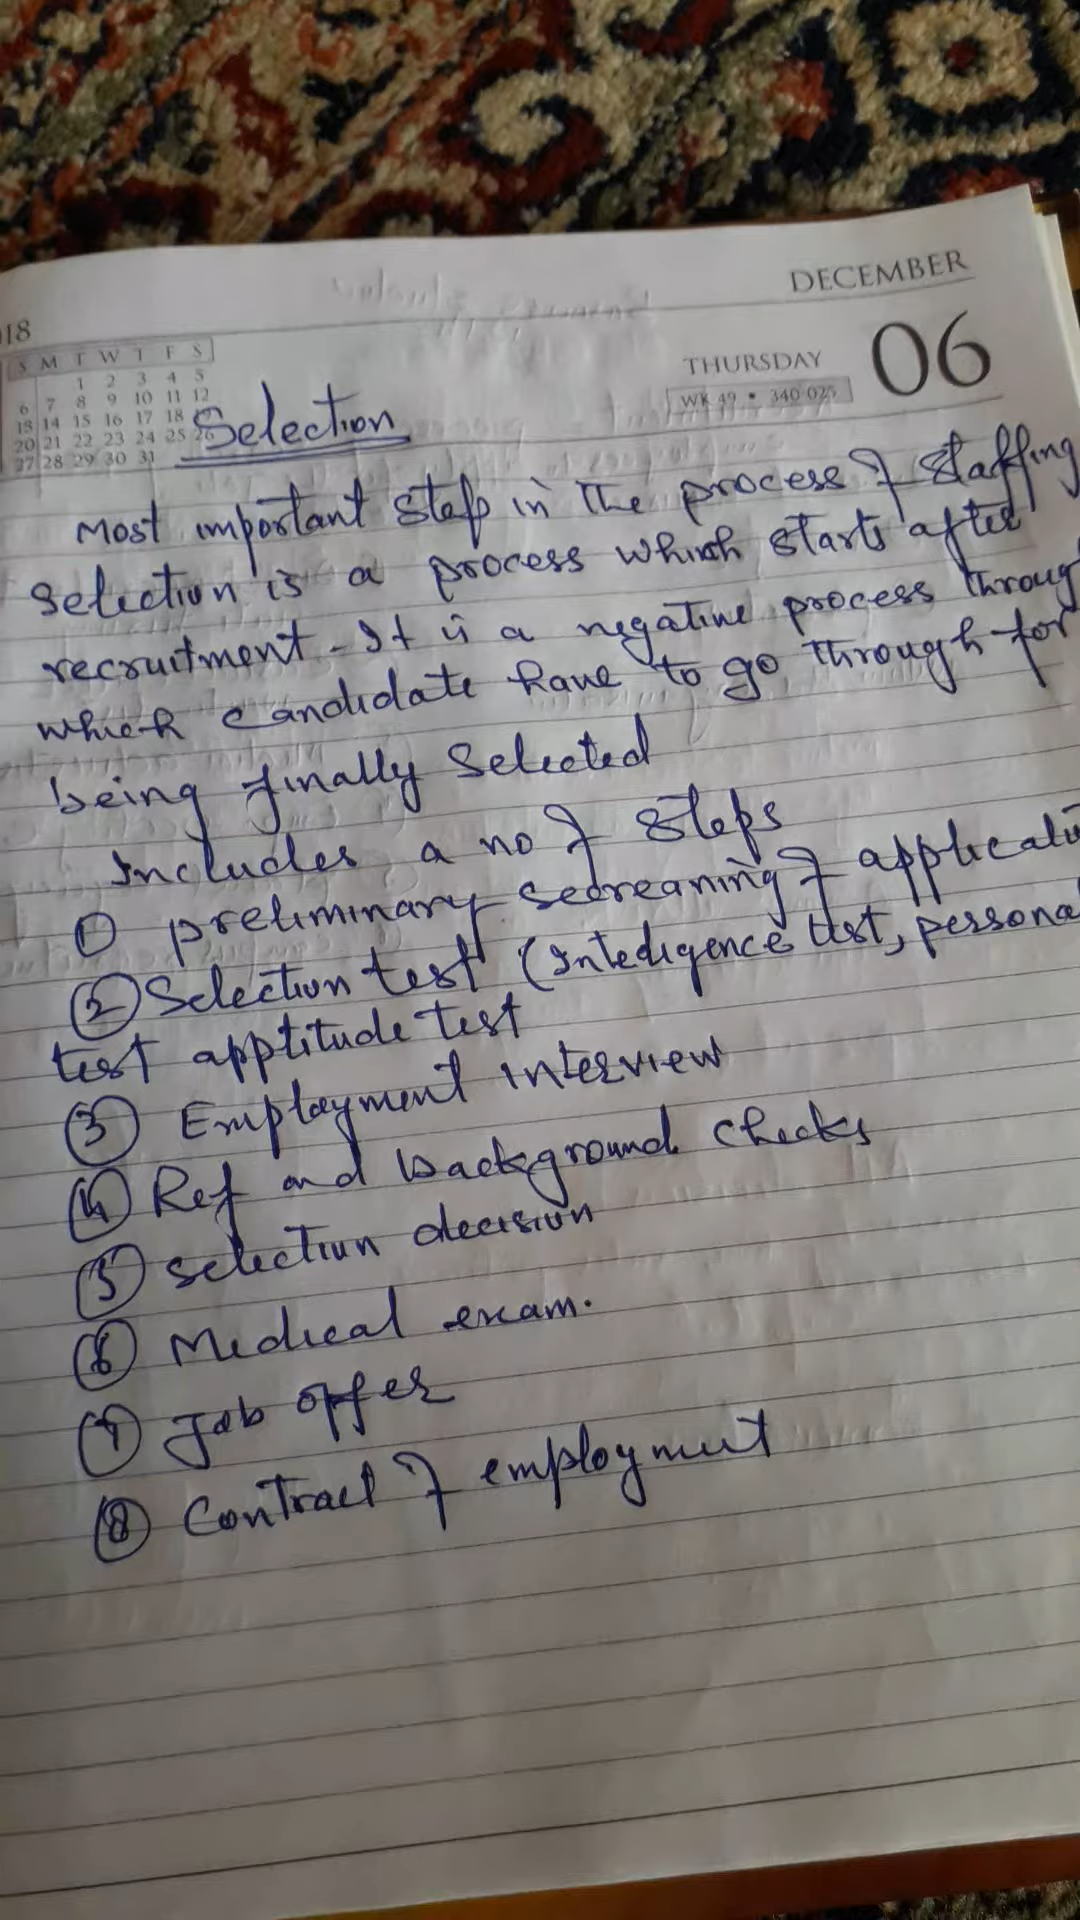 DECEMBER
018
THURSDAY 06
WK 49 • 340-025
S M T W T F S
1 2 3 4 5
6 7 8 9 10 11 12
13 14 15 16 17 18
20 21 22 23 24 25 26
27 28 29 30 31
Selection
Most important step in the process of staffing
selection is a process which starts after
recruitment - It is a negative process throug
which candidate have to go through for
being finally selected
Includes a no of steps
① preliminary secreaning of applicati
② Selection test (Intedigence test, persona
test apptitude test
③ Employment interview
④ Ref and background checks
⑤ selection decision
⑥ Medical exam.
⑦ Job offer
⑧ Contract of employment